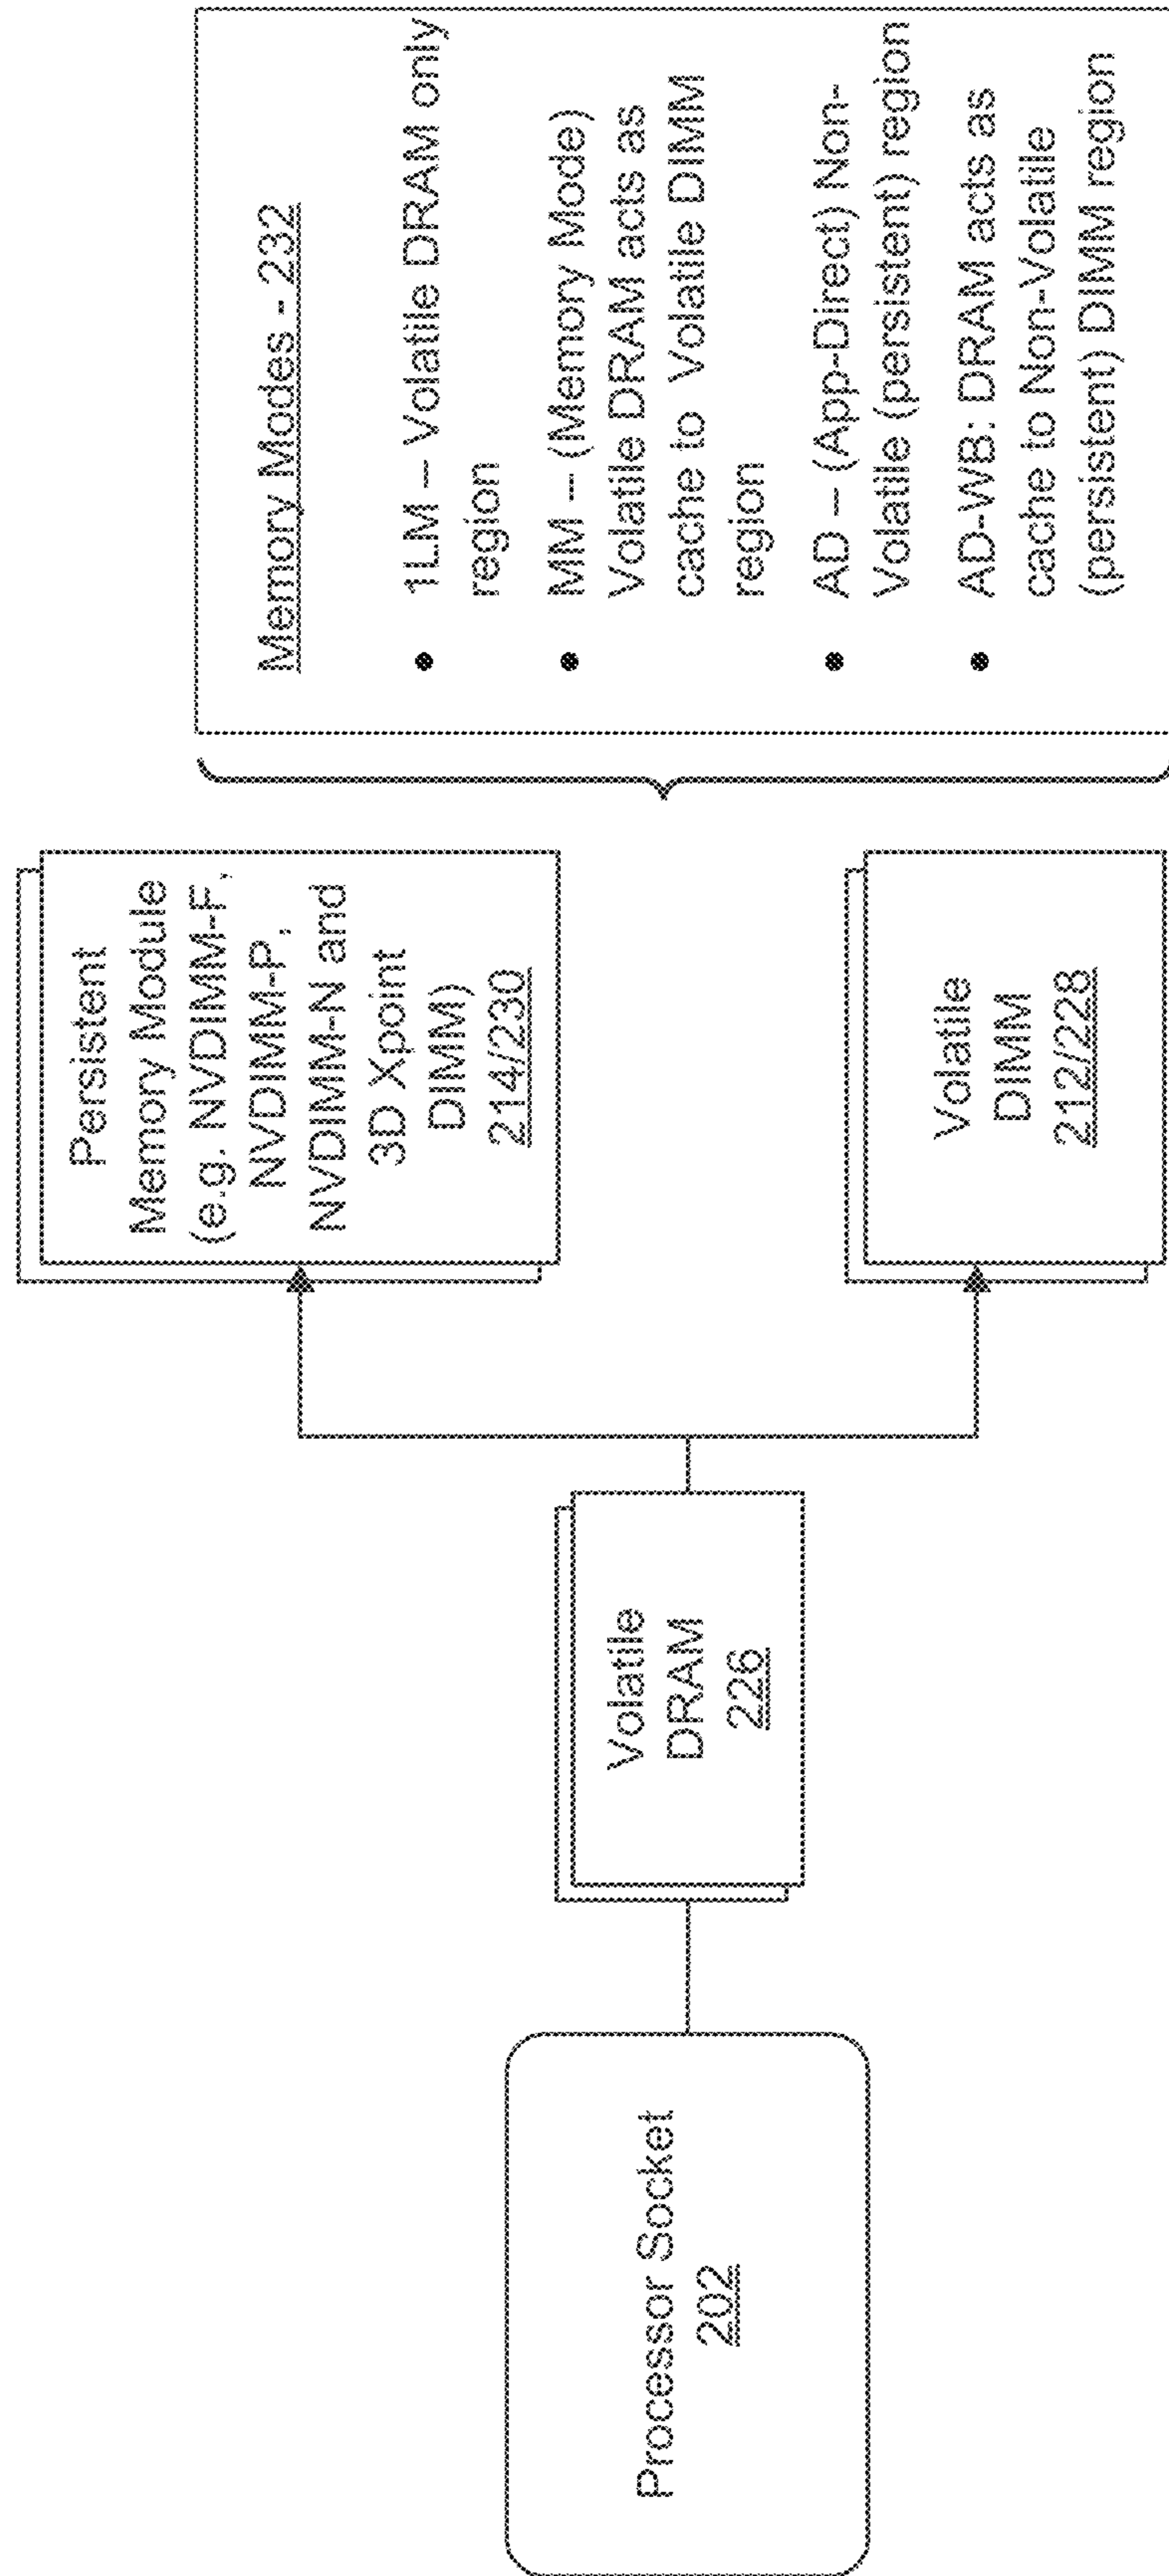 Processor Socket
202
Volatile
DRAM
226
Persistent
Memory Module
(e.g. NVDIMM-F,
NVDIMM-P,
NVDIMM-N and
3D Xpoint
DIMM)
214/230
Volatile
DIMM
212/228
Memory Modes - 232
• 1LM – Volatile DRAM only
region
• MM – (Memory Mode)
Volatile DRAM acts as
cache to Volatile DIMM
region
• AD – (App-Direct) Non-
Volatile (persistent) region
• AD-WB: DRAM acts as
cache to Non-Volatile
(persistent) DIMM region